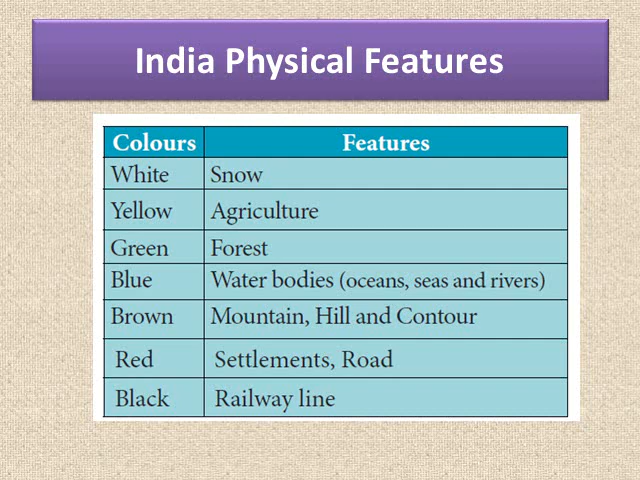 India Physical Features
Colours Features
White Snow
Yellow Agriculture
Green Forest
Blue Water bodies (oceans, seas and rivers)
Brown Mountain, Hill and Contour
Red Settlements, Road
Black Railway line